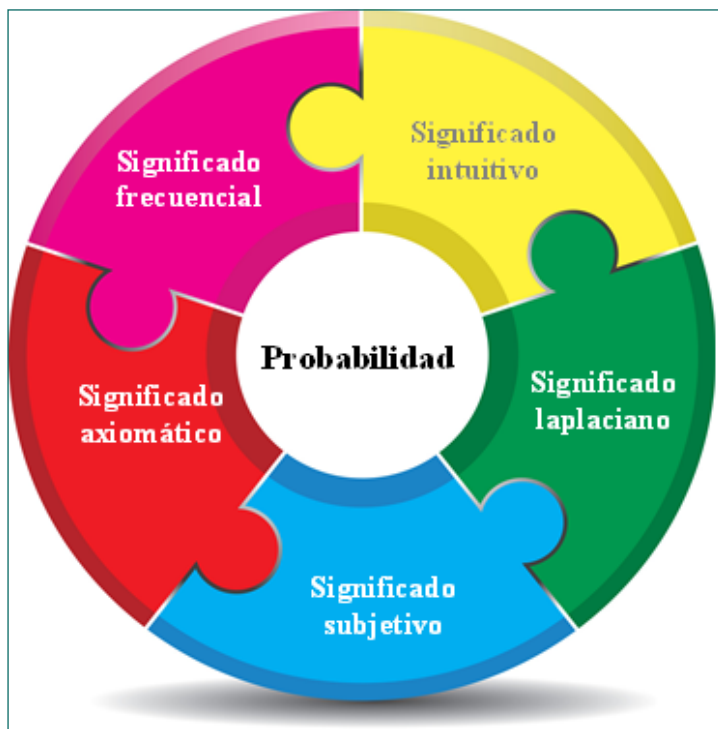 Significado
intuitivo
Significado
frecuencial
Probabilidad
Significado
laplaciano
Significado
axiomático
Significado
subjetivo